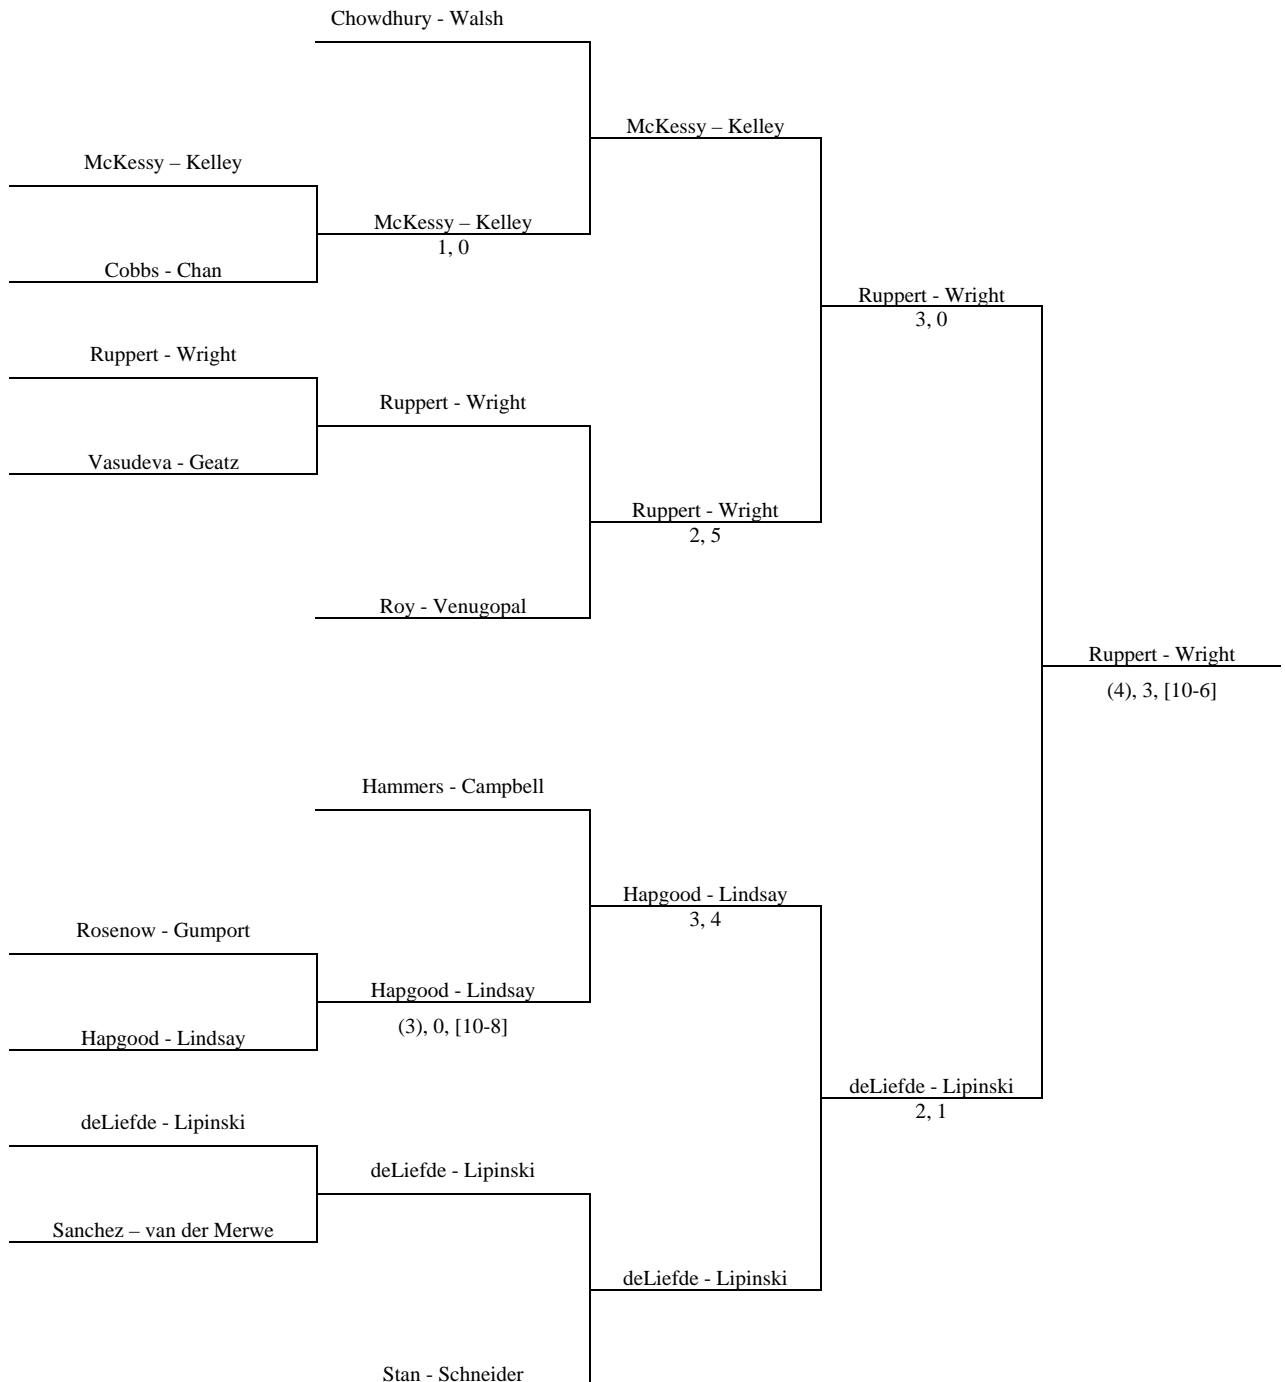 Chowdhury - Walsh
McKessy – Kelley
McKessy – Kelley
McKessy – Kelley
1, 0
Cobbs - Chan
Ruppert - Wright
3, 0
Ruppert - Wright
Ruppert - Wright
Vasudeva - Geatz
Ruppert - Wright
2, 5
Roy - Venugopal
Ruppert - Wright
(4), 3, [10-6]
Hammers - Campbell
Hapgood - Lindsay
3, 4
Rosenow - Gumport
Hapgood - Lindsay
(3), 0, [10-8]
Hapgood - Lindsay
deLiefde - Lipinski
2, 1
deLiefde - Lipinski
deLiefde - Lipinski
Sanchez – van der Merwe
deLiefde - Lipinski
Stan - Schneider